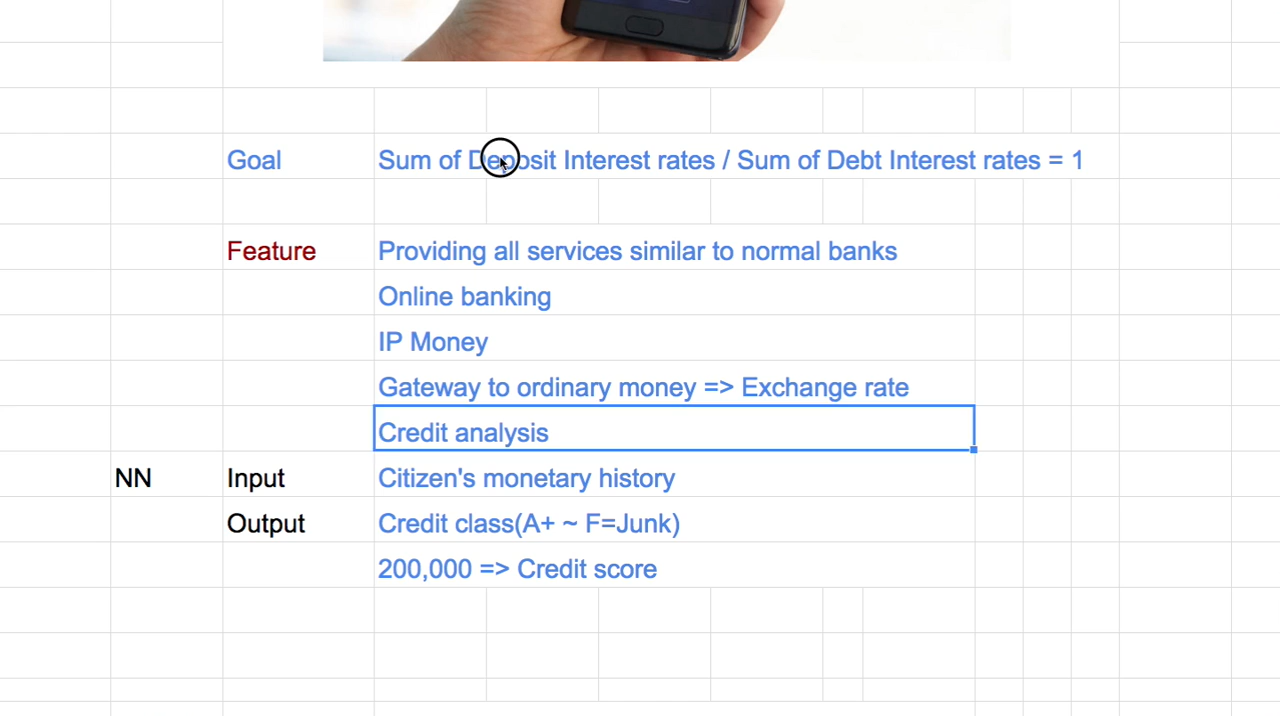 Goal Sum of Deposit Interest rates / Sum of Debt Interest rates = 1
Feature Providing all services similar to normal banks
Online banking
IP Money
Gateway to ordinary money => Exchange rate
Credit analysis
NN Input Citizen's monetary history
Output Credit class(A+ ~ F=Junk)
200,000 => Credit score